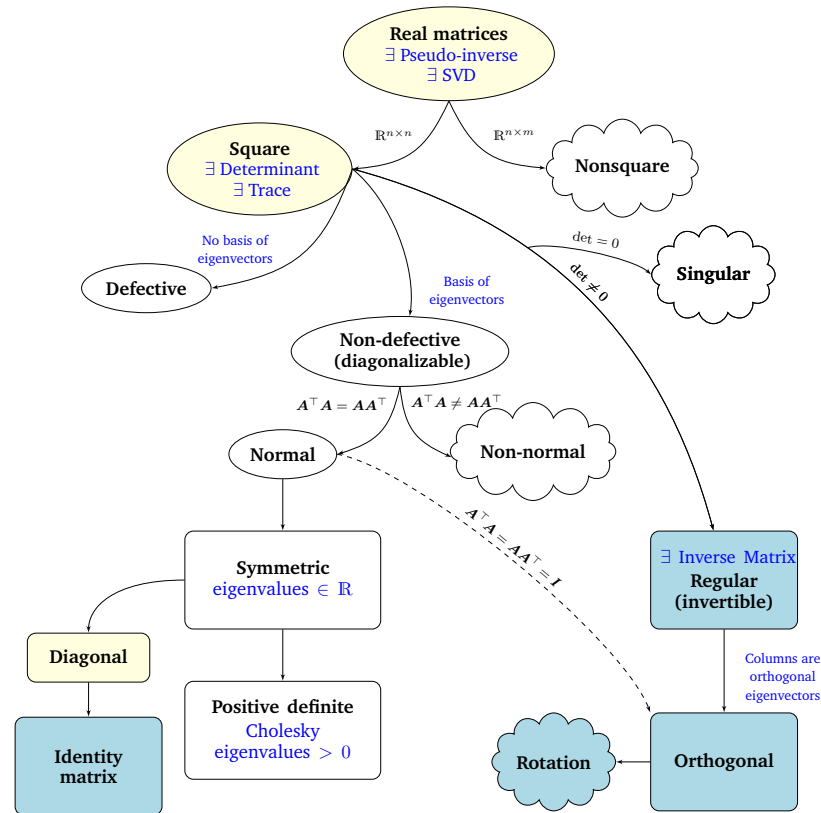 Real matrices
∃ Pseudo-inverse
∃ SVD
ℝⁿˣⁿ
ℝⁿˣᵐ
Square
∃ Determinant
∃ Trace
Nonsquare
No basis of
eigenvectors
det = 0
Singular
det ≠ 0
Defective
Basis of
eigenvectors
Non-defective
(diagonalizable)
A⊤A = AA⊤
A⊤A ≠ AA⊤
Normal
Non-normal
A⊤A = AA⊤ = I
Symmetric
eigenvalues ∈ ℝ
∃ Inverse Matrix
Regular
(invertible)
Diagonal
Columns are
orthogonal
eigenvectors
Positive definite
Cholesky
eigenvalues > 0
Identity
matrix
Rotation
Orthogonal